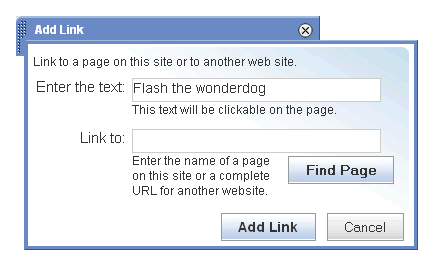 Add Link
Link to a page on this site or to another web site.
Enter the text: Flash the wonderdog
This text will be clickable on the page.
Link to:
Enter the name of a page
on this site or a complete
URL for another website.
Find Page
Add Link Cancel